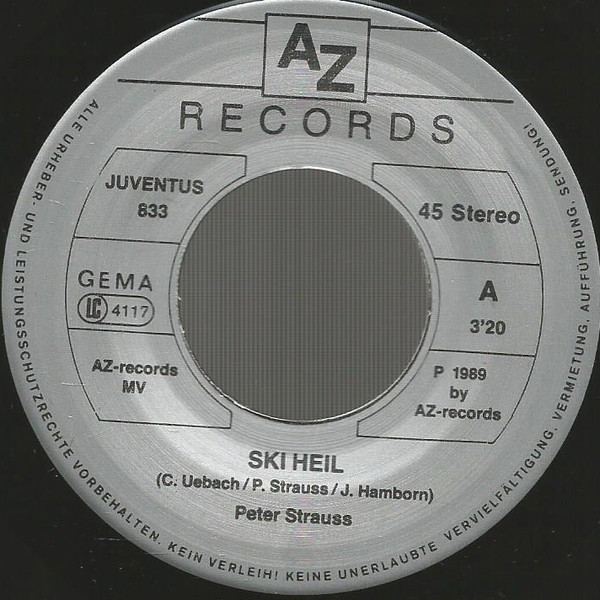 AZ
RECORDS
JUVENTUS
833
45 Stereo
GEMA
LC 4117
A
3'20
AZ-records
MV
P 1989
by
AZ-records
SKI HEIL
(C. Uebach / P. Strauss / J. Hamborn)
Peter Strauss
ALLE URHEBER- UND LEISTUNGSSCHUTZRECHTE VORBEHALTEN. KEIN VERLEIH! KEINE UNERLAUBTE VERVIELFÄLTIGUNG, VERMIETUNG, AUFFÜHRUNG, SENDUNG!